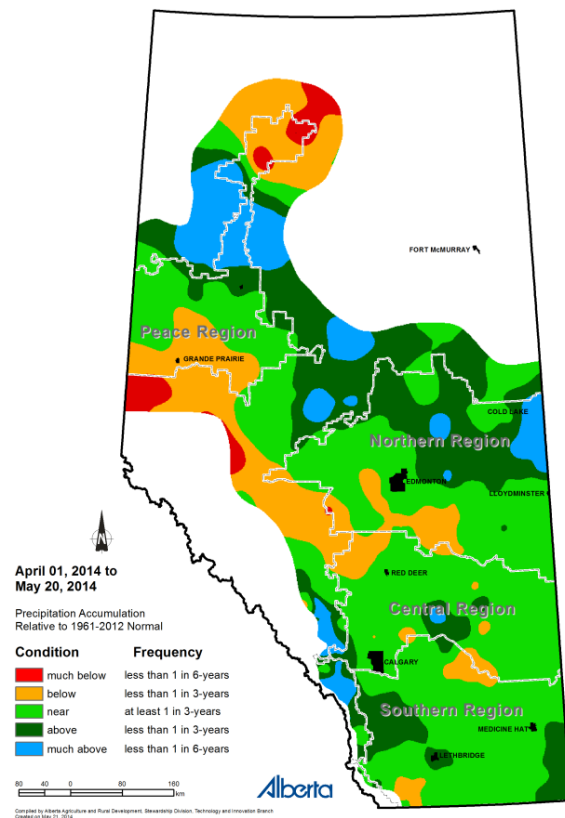 FORT McMURRAY
Peace Region
GRANDE PRAIRIE
COLD LAKE
Northern Region
EDMONTON
LLOYDMINSTER
N
April 01, 2014 to
May 20, 2014
RED DEER
Precipitation Accumulation
Relative to 1961-2012 Normal
Central Region
Condition Frequency
CALGARY
much below less than 1 in 6-years
below less than 1 in 3-years
near at least 1 in 3-years
above less than 1 in 3-years
much above less than 1 in 6-years
Southern Region
MEDICINE HAT
LETHBRIDGE
80 40 0 80 160
km
Alberta
Compiled by Alberta Agriculture and Rural Development, Stewardship Division, Technology and Innovation Branch
Created on May 21, 2014